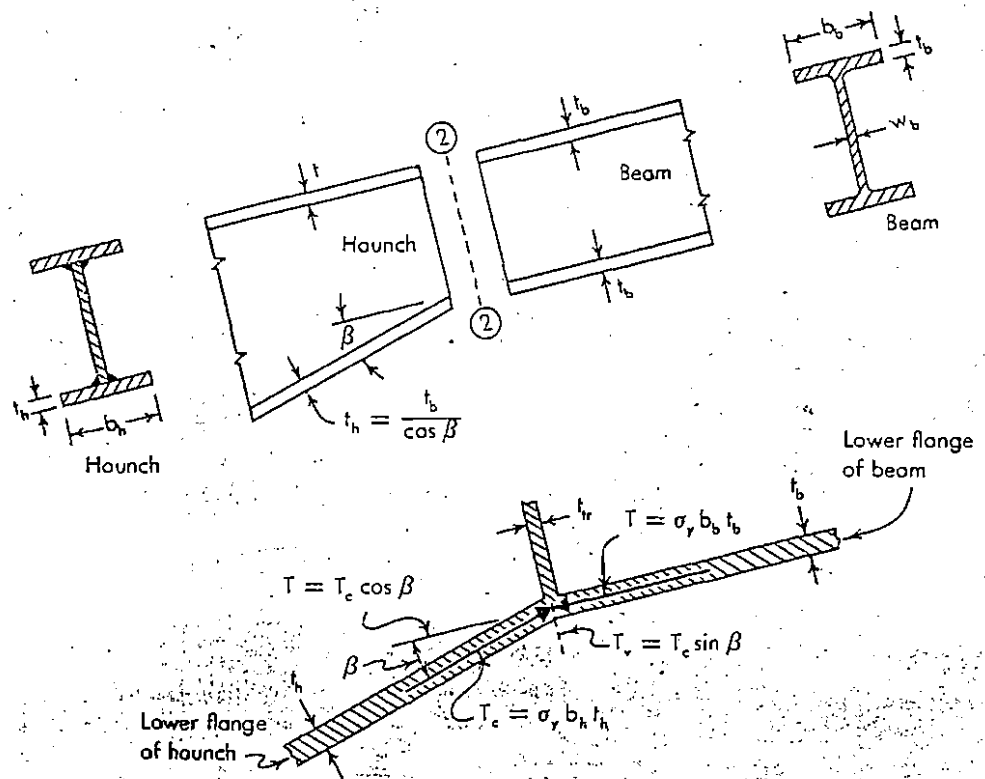 b_b
t_b
w_b
Beam
2
t_b
Beam
t
Haunch
t_b
2
β
t_h = t_b / cos β
t_h
b_h
Haunch
Lower flange
of beam
t_b
t_tr
T = σ_y b_b t_b
T = T_c cos β
β
T_v = T_c sin β
t_h
T_c = σ_y b_h t_h
Lower flange
of haunch